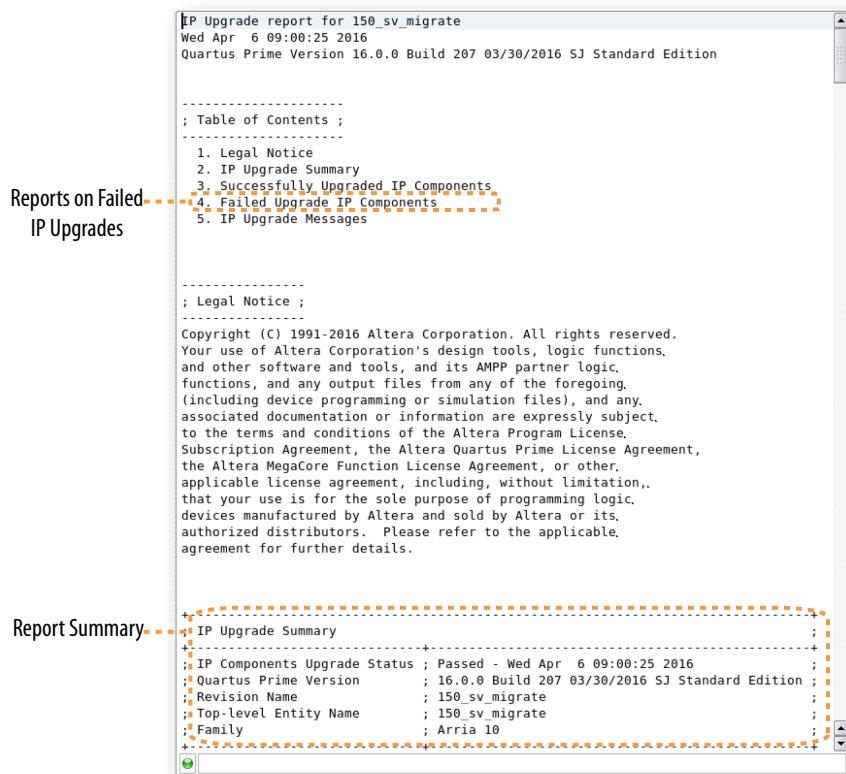 IP Upgrade report for 150_sv_migrate
Wed Apr  6 09:00:25 2016
Quartus Prime Version 16.0.0 Build 207 03/30/2016 SJ Standard Edition
---------------------
; Table of Contents ;
---------------------
1. Legal Notice
2. IP Upgrade Summary
3. Successfully Upgraded IP Components
Reports on Failed
IP Upgrades
4. Failed Upgrade IP Components
5. IP Upgrade Messages
----------------
; Legal Notice ;
----------------
Copyright (C) 1991-2016 Altera Corporation. All rights reserved.
Your use of Altera Corporation's design tools, logic functions.
and other software and tools, and its AMPP partner logic.
functions, and any output files from any of the foregoing.
(including device programming or simulation files), and any.
associated documentation or information are expressly subject.
to the terms and conditions of the Altera Program License.
Subscription Agreement, the Altera Quartus Prime License Agreement,
the Altera MegaCore Function License Agreement, or other.
applicable license agreement, including, without limitation,.
that your use is for the sole purpose of programming logic.
devices manufactured by Altera and sold by Altera or its.
authorized distributors.  Please refer to the applicable.
agreement for further details.
Report Summary
; IP Upgrade Summary ;
; IP Components Upgrade Status ; Passed - Wed Apr  6 09:00:25 2016 ;
; Quartus Prime Version ; 16.0.0 Build 207 03/30/2016 SJ Standard Edition ;
; Revision Name ; 150_sv_migrate ;
; Top-level Entity Name ; 150_sv_migrate ;
; Family ; Arria 10 ;